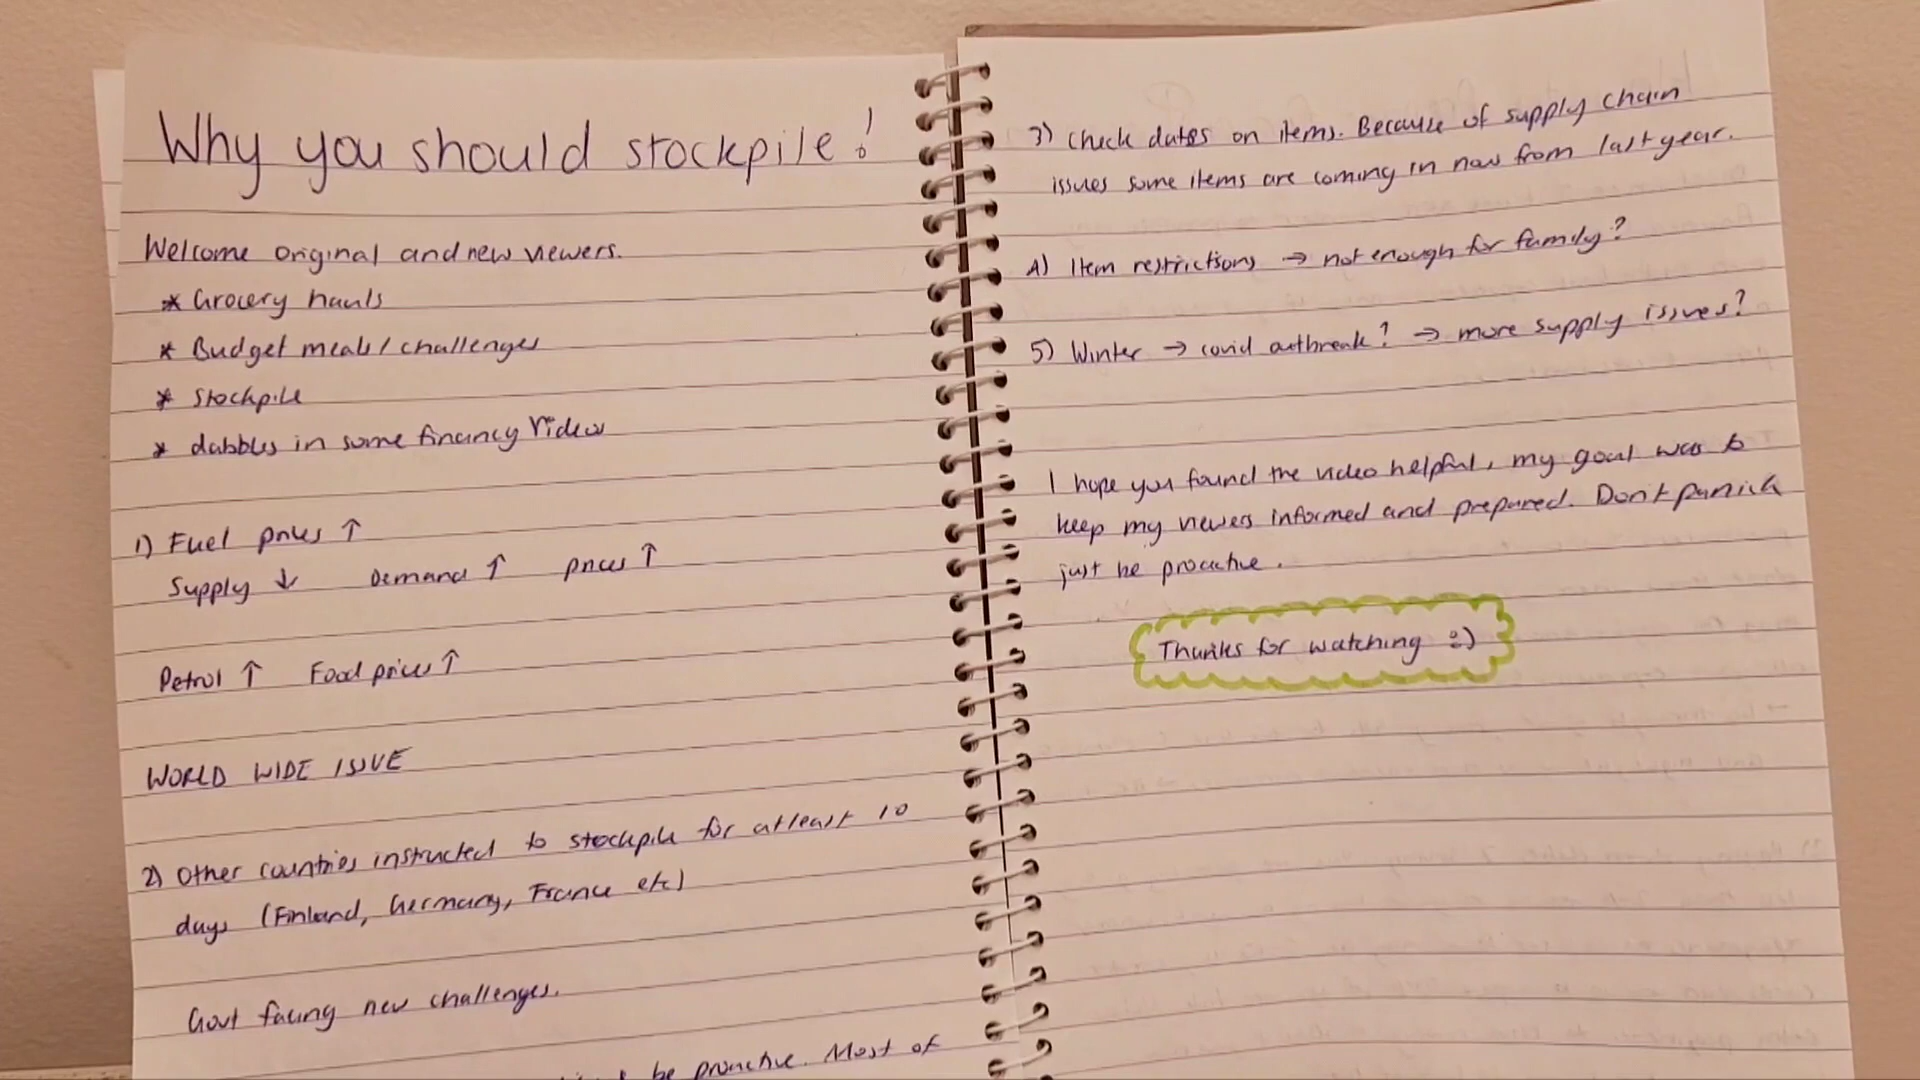 Why you should stockpile!
Welcome original and new viewers.
* Grocery hauls
* Budget meals / challenges
* Stockpile
* dabbles in some financy videos
1) Fuel prices ↑
Supply ↓ Demand ↑ prices ↑
Petrol ↑ Food prices ↑
WORLD WIDE ISSUE
2) Other countries instructed to stockpile for atleast 10
days (Finland, Germany, France etc)
Govt facing new challenges.
be proactive. Most of
3) Check dates on items. Because of supply chain
issues some items are coming in now from last year.
4) Item restrictions → not enough for family?
5) Winter → covid outbreak? → more supply issues?
I hope you found the video helpful, my goal was to
keep my viewers informed and prepared. Don't panick
just be proactive.
Thanks for watching :)